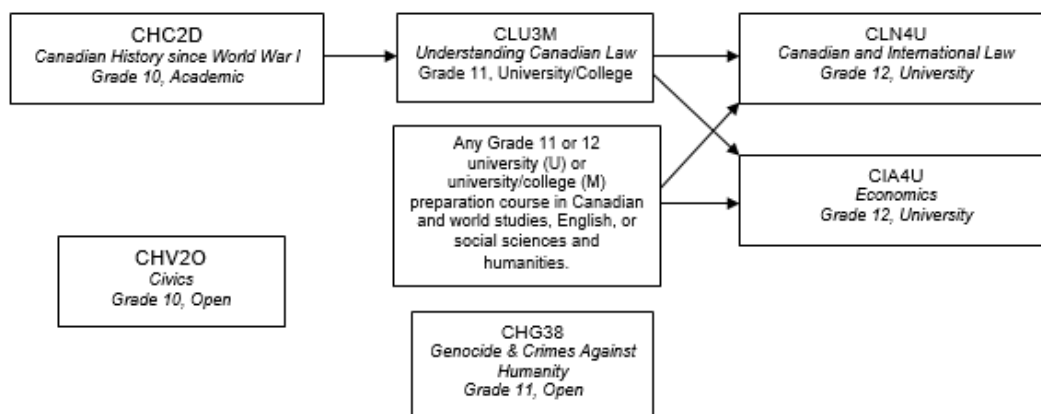 CHC2D
Canadian History since World War I
Grade 10, Academic
CLU3M
Understanding Canadian Law
Grade 11, University/College
CLN4U
Canadian and International Law
Grade 12, University
Any Grade 11 or 12
university (U) or
university/college (M)
preparation course in Canadian
and world studies, English, or
social sciences and
humanities.
CIA4U
Economics
Grade 12, University
CHV2O
Civics
Grade 10, Open
CHG38
Genocide & Crimes Against
Humanity
Grade 11, Open